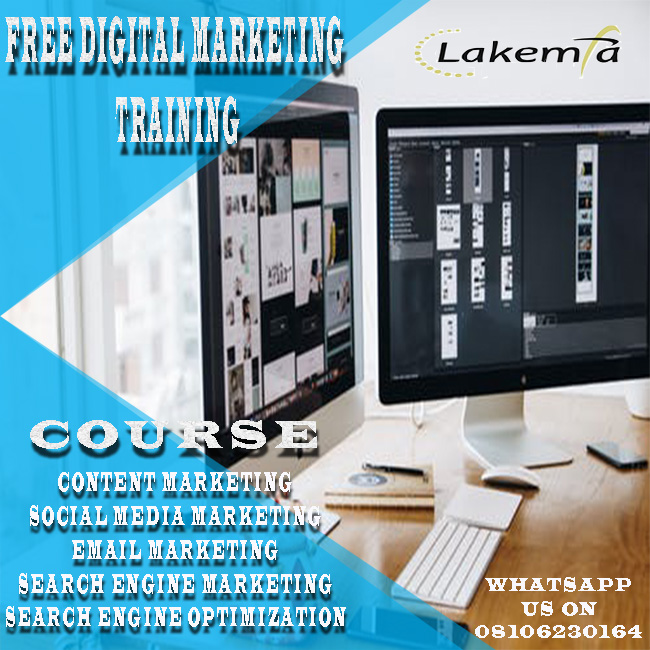 FREE DIGITAL MARKETING
TRAINING
Lakemfa
COURSE
CONTENT MARKETING
SOCIAL MEDIA MARKETING
EMAIL MARKETING
SEARCH ENGINE MARKETING
SEARCH ENGINE OPTIMIZATION
WHATSAPP
US ON
08106230164